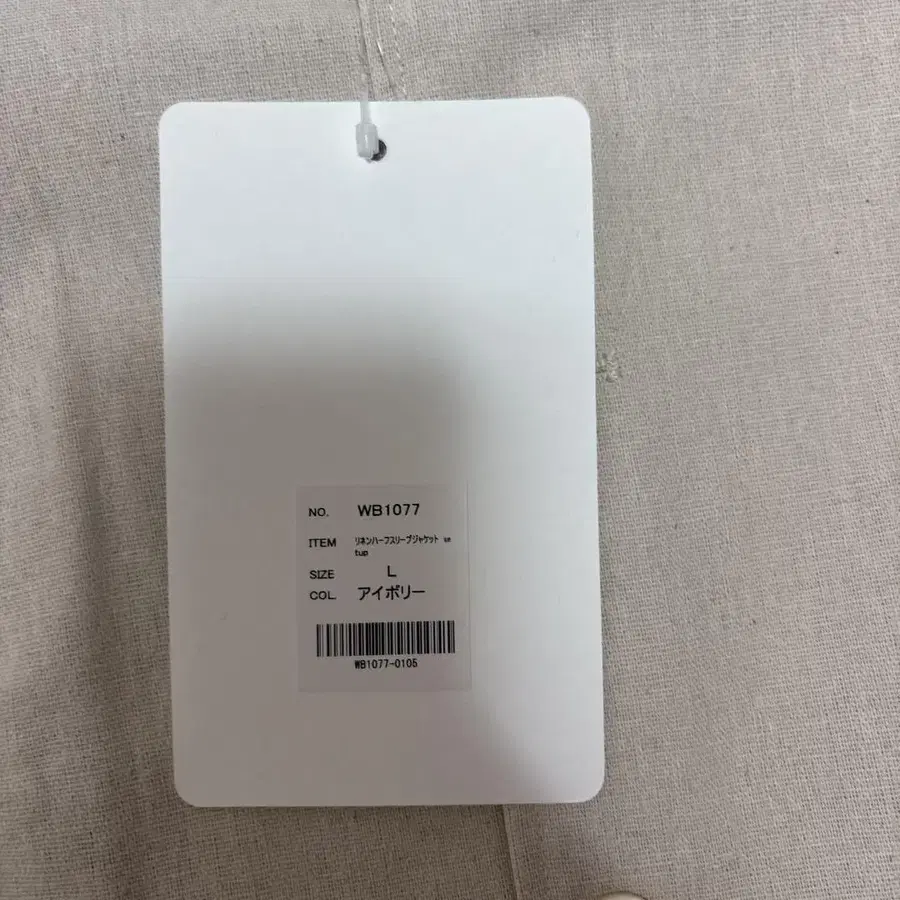 NO. WB1077
ITEM リネンハーフスリーブジャケット
tup
SIZE L
COL. アイボリー
WB1077-0105